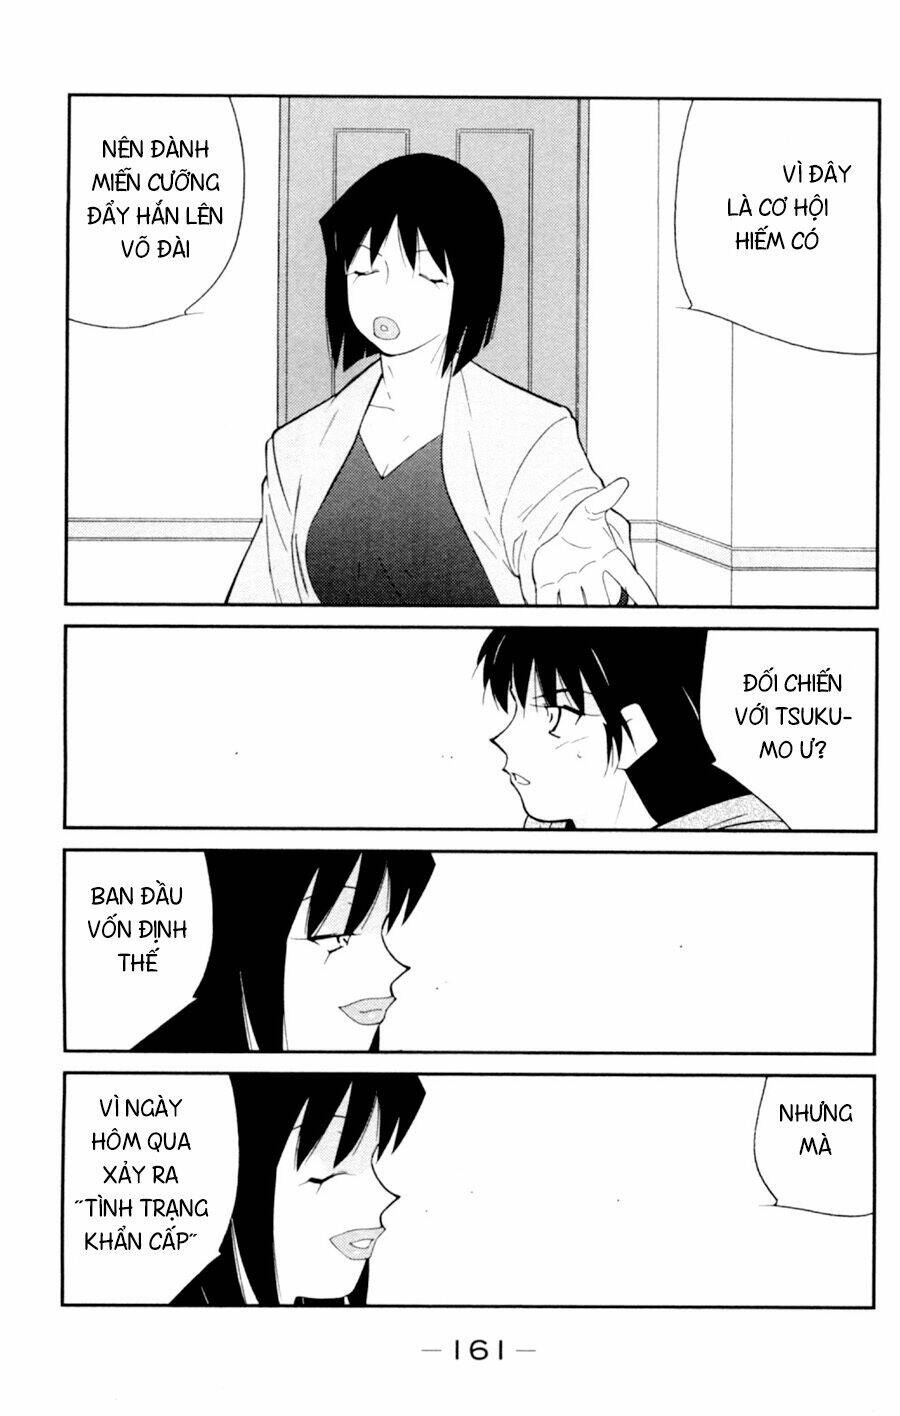 VÌ ĐÂY
LÀ CƠ HỘI
HIẾM CÓ
NÊN ĐÀNH
MIỄN CƯỠNG
ĐẨY HẮN LÊN
VÕ ĐÀI
ĐỐI CHIẾN
VỚI TSUKU-
MO Ư?
BAN ĐẦU
VỐN ĐỊNH
THẾ
NHƯNG
MÀ
VÌ NGÀY
HÔM QUA
XẢY RA
"TÌNH TRẠNG
KHẨN CẤP"
— 161 —